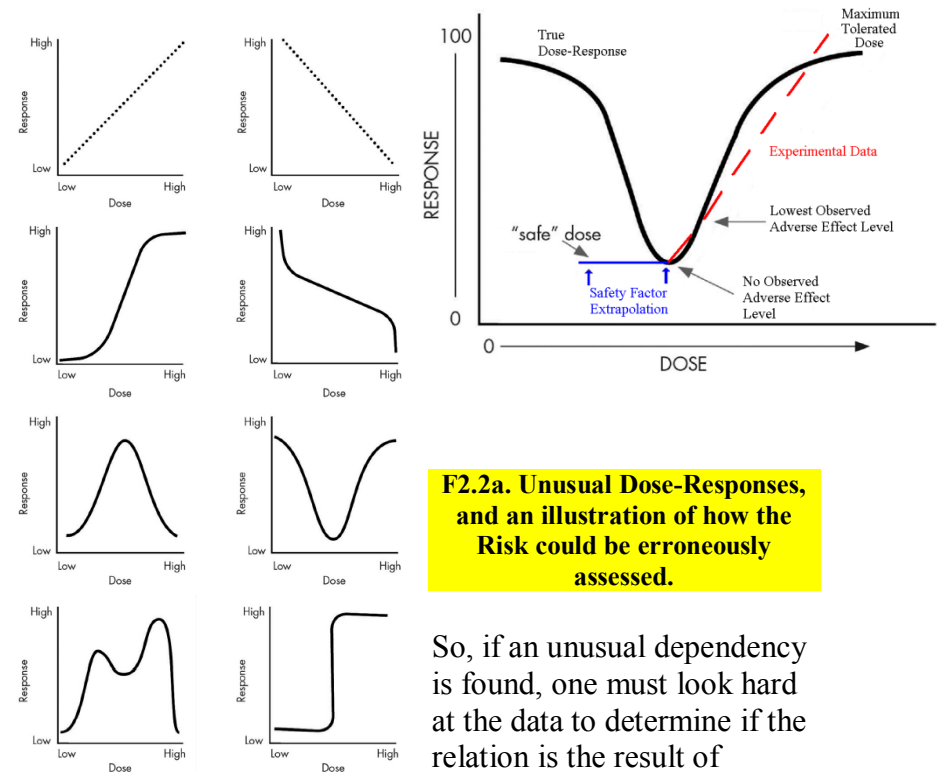 High
Response
Low
Low
High
Dose
High
Response
Low
Low
High
Dose
High
Response
Low
Low
High
Dose
High
Response
Low
Low
High
Dose
High
Response
Low
Low
High
Dose
High
Response
Low
Low
High
Dose
High
Response
Low
Low
High
Dose
High
Response
Low
Low
High
Dose
100
True
Dose-Response
Maximum
Tolerated
Dose
RESPONSE
Experimental Data
Lowest Observed
Adverse Effect Level
"safe" dose
Safety Factor
Extrapolation
No Observed
Adverse Effect
Level
0
0
DOSE
F2.2a. Unusual Dose-Responses,
and an illustration of how the
Risk could be erroneously
assessed.
So, if an unusual dependency
is found, one must look hard
at the data to determine if the
relation is the result of